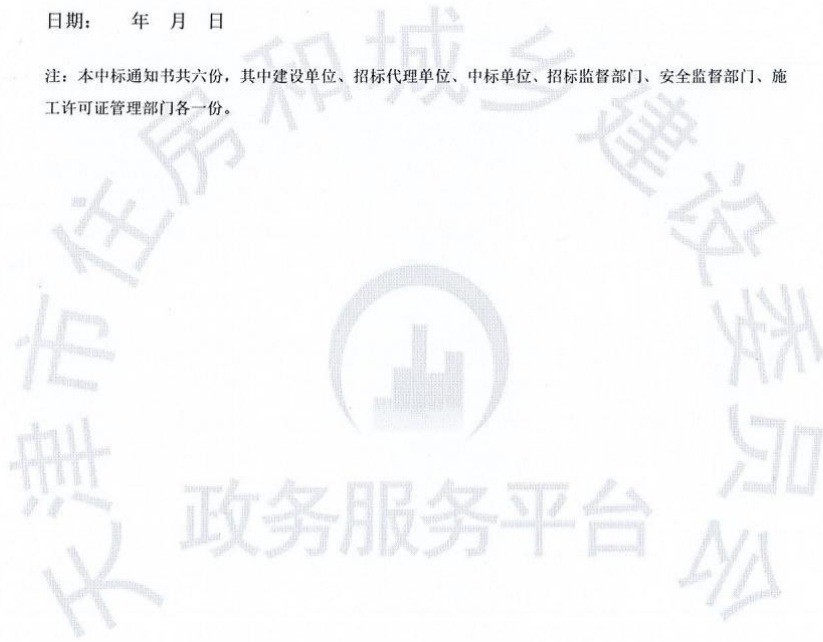 日期： 年 月 日
注：本中标通知书共六份，其中建设单位、招标代理单位、中标单位、招标监督部门、安全监督部门、施
工许可证管理部门各一份。
天津市住房和城乡建设委员会
政务服务平台